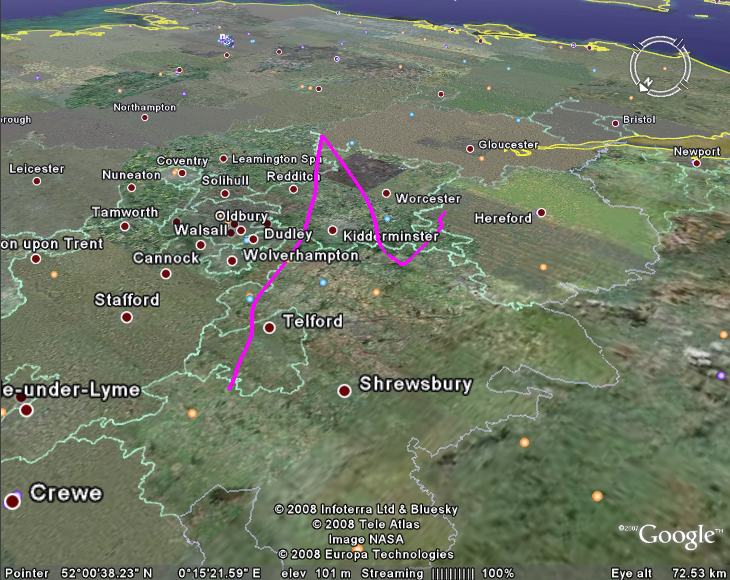 n
N
Northampton
orough
Bristol
Gloucester
Newport
Leicester
Coventry
Leamington Spa
Nuneaton
Solihull
Redditch
Worcester
Tamworth
Oldbury
Hereford
Walsall
Dudley
Kidderminster
on upon Trent
Cannock
Wolverhampton
Stafford
Telford
e-under-Lyme
Shrewsbury
Crewe
© 2008 Infoterra Ltd & Bluesky
© 2008 Tele Atlas
Image NASA
© 2008 Europa Technologies
©2007 Google™
Pointer 52°00'38.23" N 0°15'21.59" E elev 101 m Streaming |||||||||| 100% Eye alt 72.53 km